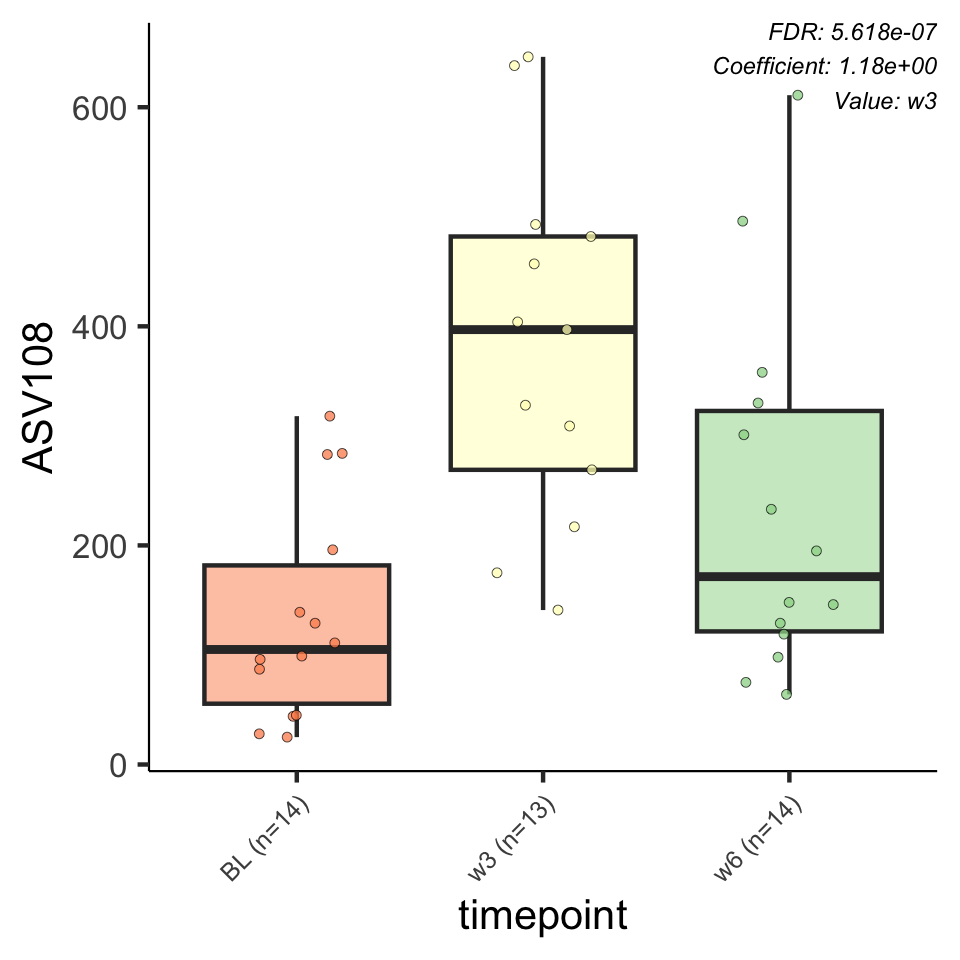 FDR: 5.618e-07
Coefficient: 1.18e+00
Value: w3
600
400
200
0
ASV108
BL (n=14)
w3 (n=13)
w6 (n=14)
timepoint